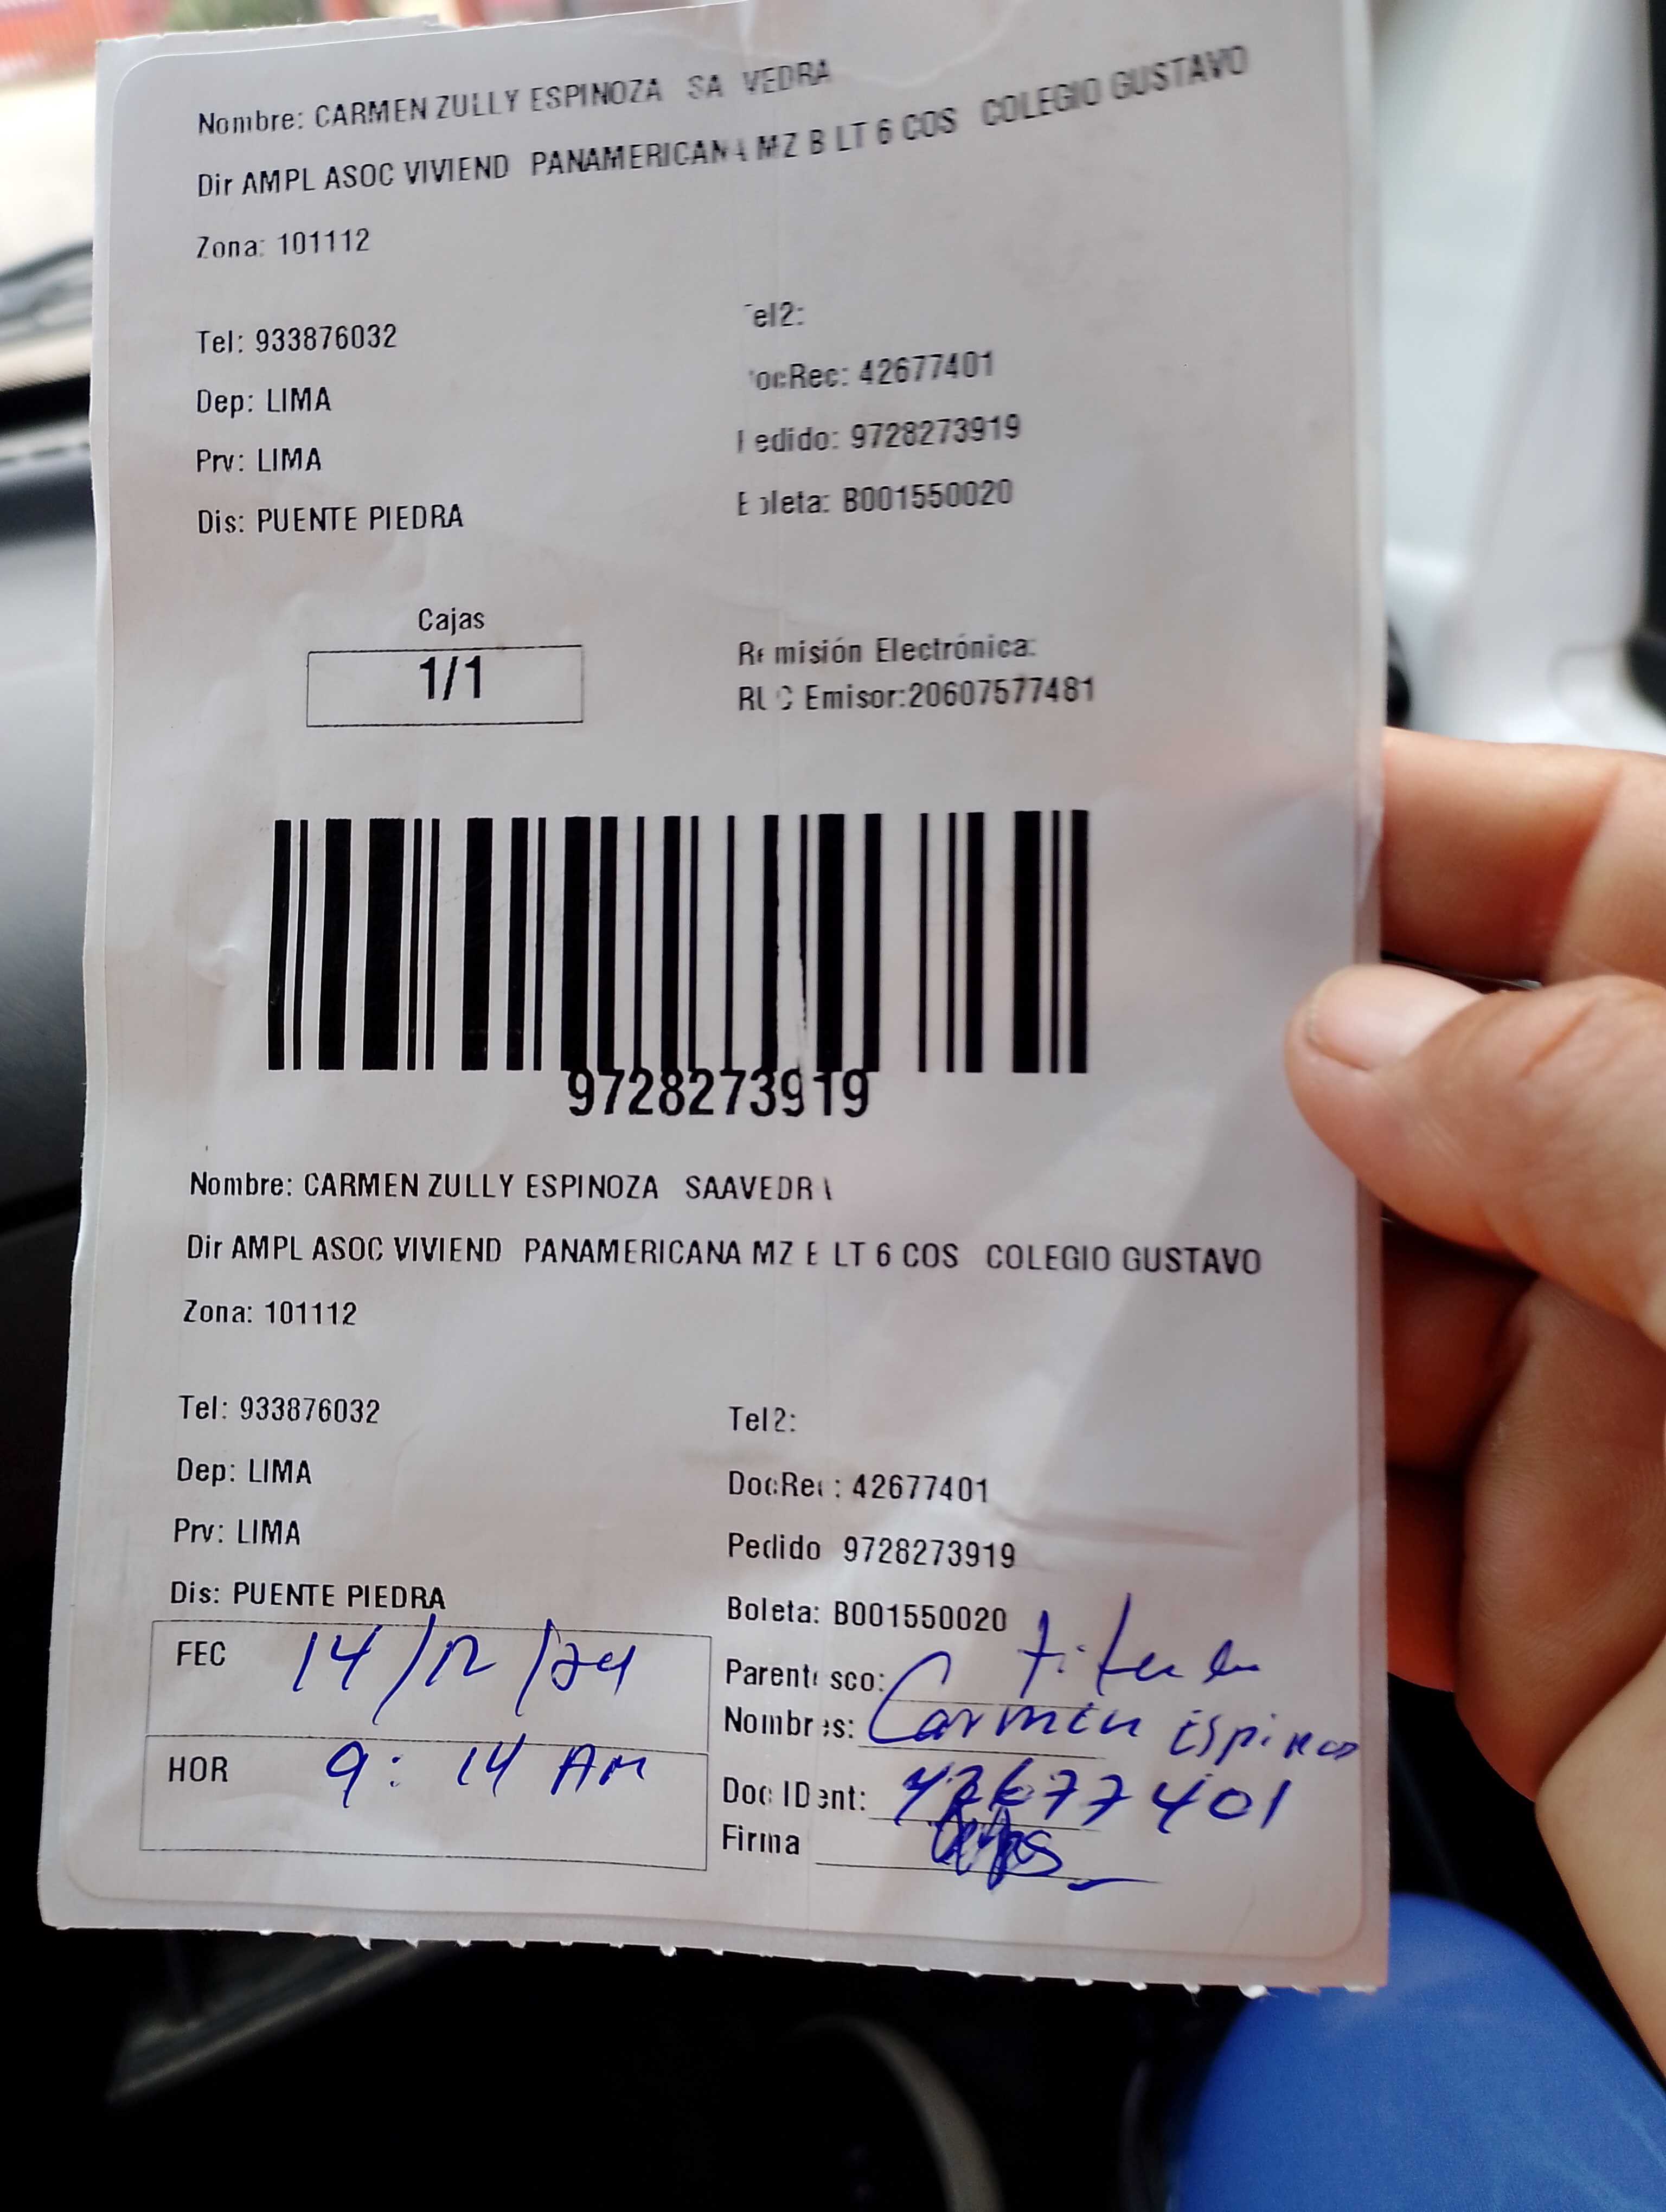 Nombre: CARMEN ZULLY ESPINOZA SA VEDRA
Dir AMPL ASOC VIVIEND PANAMERICANA MZ B LT 6 COS COLEGIO GUSTAVO
Zona: 101112
Tel: 933876032
el2:
Dep: LIMA
ocRec: 42677401
Prv: LIMA
edido: 9728273919
Dis: PUENTE PIEDRA
B leta: B001550020
Cajas
1/1
Remisión Electrónica:
RUC Emisor:20607577481
9728273919
Nombre: CARMEN ZULLY ESPINOZA SAAVEDRA
Dir AMPL ASOC VIVIEND PANAMERICANA MZ B LT 6 COS COLEGIO GUSTAVO
Zona: 101112
Tel: 933876032
Tel2:
Dep: LIMA
DocRec: 42677401
Prv: LIMA
Pedido 9728273919
Dis: PUENTE PIEDRA
Boleta: B001550020
FEC 14/12/24
Parentesco: titular
Nombres: Carmen Espinoza
HOR 9:14 AM
Doc IDent: 42677401
Firma